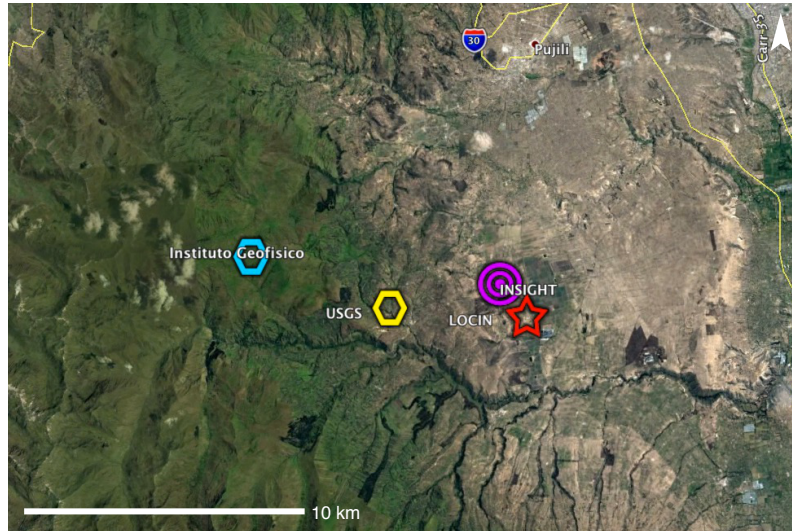 30
Pujili
Carr-35
Instituto Geofisico
INSIGHT
USGS
LOCIN
10 km